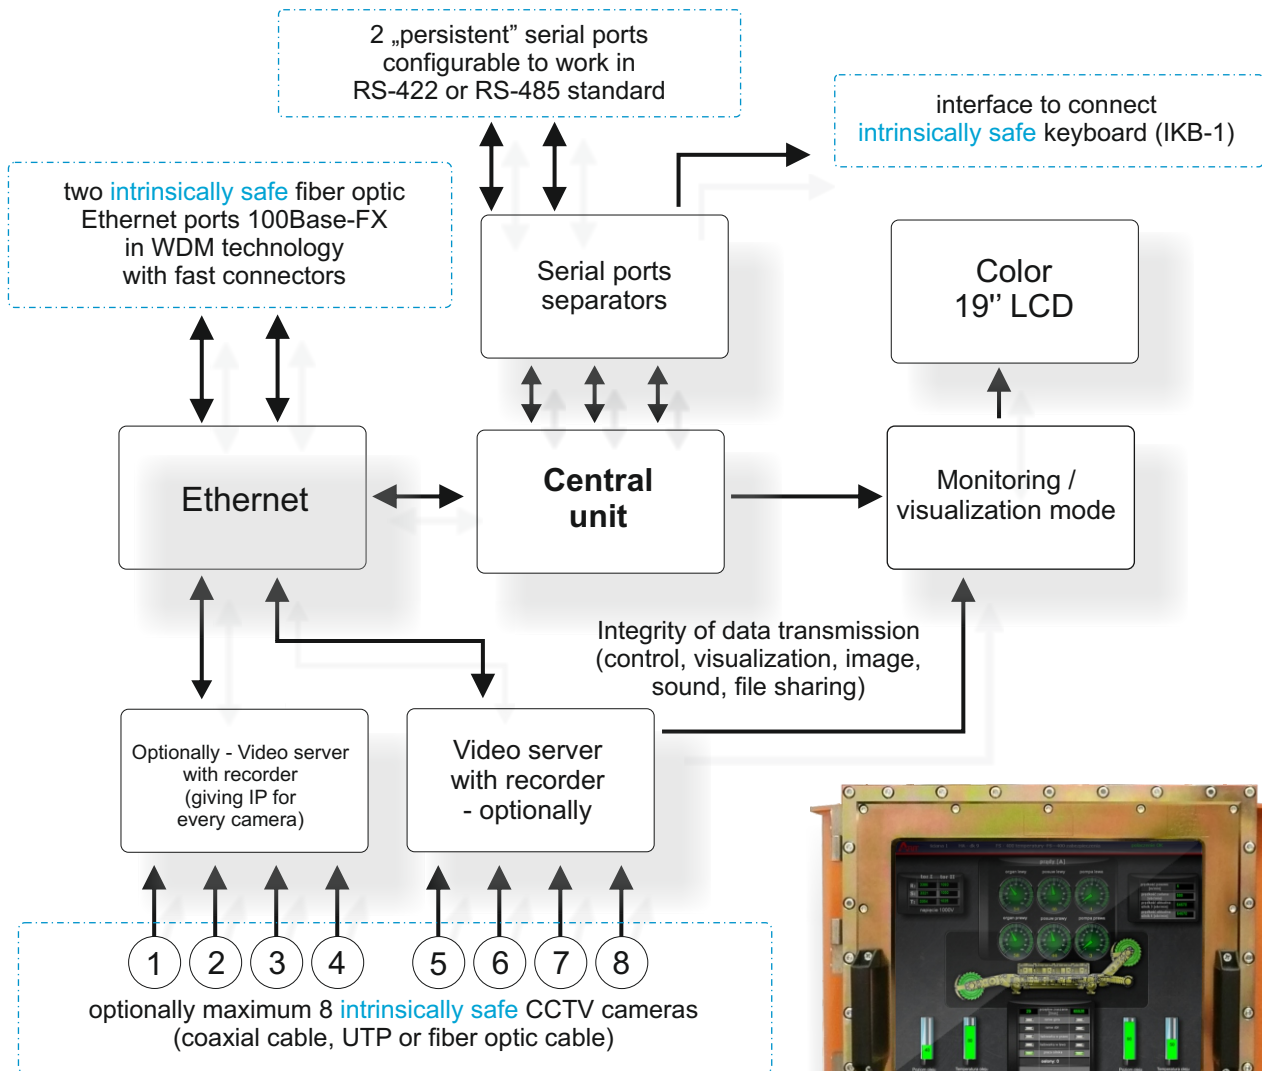 2 „persistent” serial ports
configurable to work in
RS-422 or RS-485 standard
interface to connect
intrinsically safe keyboard (IKB-1)
two intrinsically safe fiber optic
Ethernet ports 100Base-FX
in WDM technology
with fast connectors
Serial ports
separators
Color
19'' LCD
Ethernet
Central
unit
Monitoring /
visualization mode
Integrity of data transmission
(control, visualization, image,
sound, file sharing)
Optionally - Video server
with recorder
(giving IP for
every camera)
Video server
with recorder
- optionally
1 2 3 4 5 6 7 8
optionally maximum 8 intrinsically safe CCTV cameras
(coaxial cable, UTP or fiber optic cable)